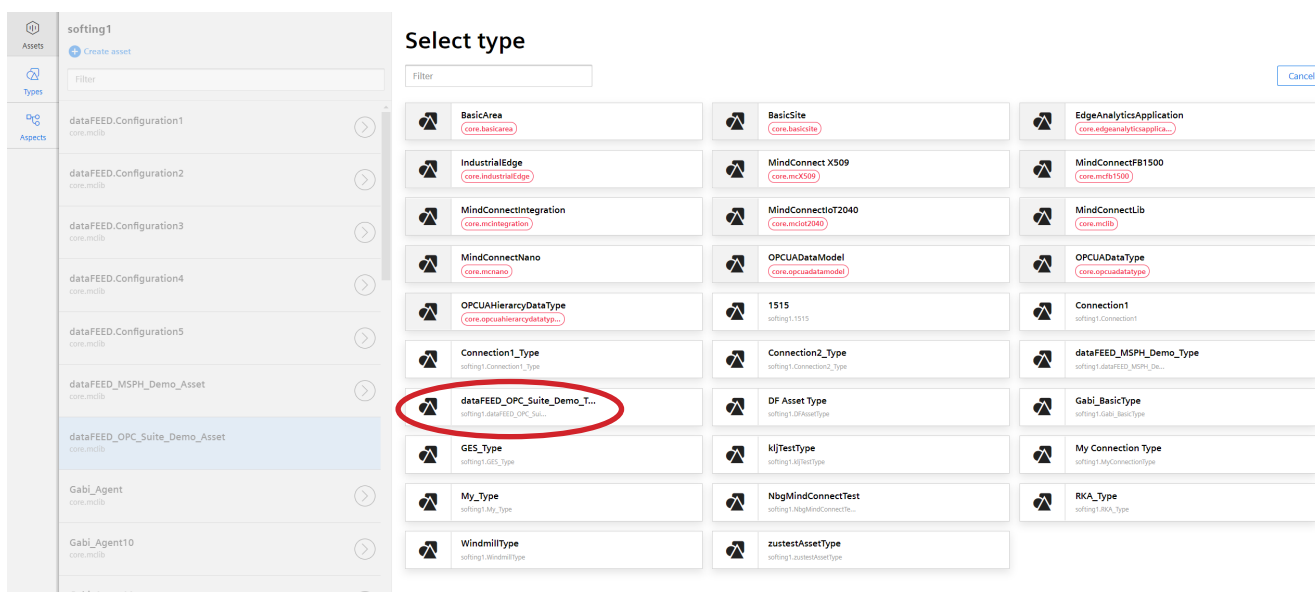 Assets
Types
Aspects
softing1
Create asset
Filter
dataFEED.Configuration1
core.mclib
dataFEED.Configuration2
core.mclib
dataFEED.Configuration3
core.mclib
dataFEED.Configuration4
core.mclib
dataFEED.Configuration5
core.mclib
dataFEED_MSPH_Demo_Asset
core.mclib
dataFEED_OPC_Suite_Demo_Asset
core.mclib
Gabi_Agent
core.mclib
Gabi_Agent10
core.mclib
Select type
Filter
Cancel
BasicArea
core.basicarea
BasicSite
core.basicsite
EdgeAnalyticsApplication
core.edgeanalyticsapplica...
IndustrialEdge
core.industrialEdge
MindConnect X509
core.mcX509
MindConnectFB1500
core.mcfb1500
MindConnectIntegration
core.mcintegration
MindConnectIoT2040
core.mciot2040
MindConnectLib
core.mclib
MindConnectNano
core.mcnano
OPCUADataModel
core.opcuadatamodel
OPCUADataType
core.opcuadatatype
OPCUAHierarcyDataType
core.opcuahierarcydatatyp...
1515
softing1.1515
Connection1
softing1.Connection1
Connection1_Type
softing1.Connection1_Type
Connection2_Type
softing1.Connection2_Type
dataFEED_MSPH_Demo_Type
softing1.dataFEED_MSPH_De...
dataFEED_OPC_Suite_Demo_T...
softing1.dataFEED_OPC_Sui...
DF Asset Type
softing1.DFAssetType
Gabi_BasicType
softing1.Gabi_BasicType
GES_Type
softing1.GES_Type
kljTestType
softing1.kljTestType
My Connection Type
softing1.MyConnectionType
My_Type
softing1.My_Type
NbgMindConnectTest
softing1.NbgMindConnectTe...
RKA_Type
softing1.RKA_Type
WindmillType
softing1.WindmillType
zustestAssetType
softing1.zustestAssetType